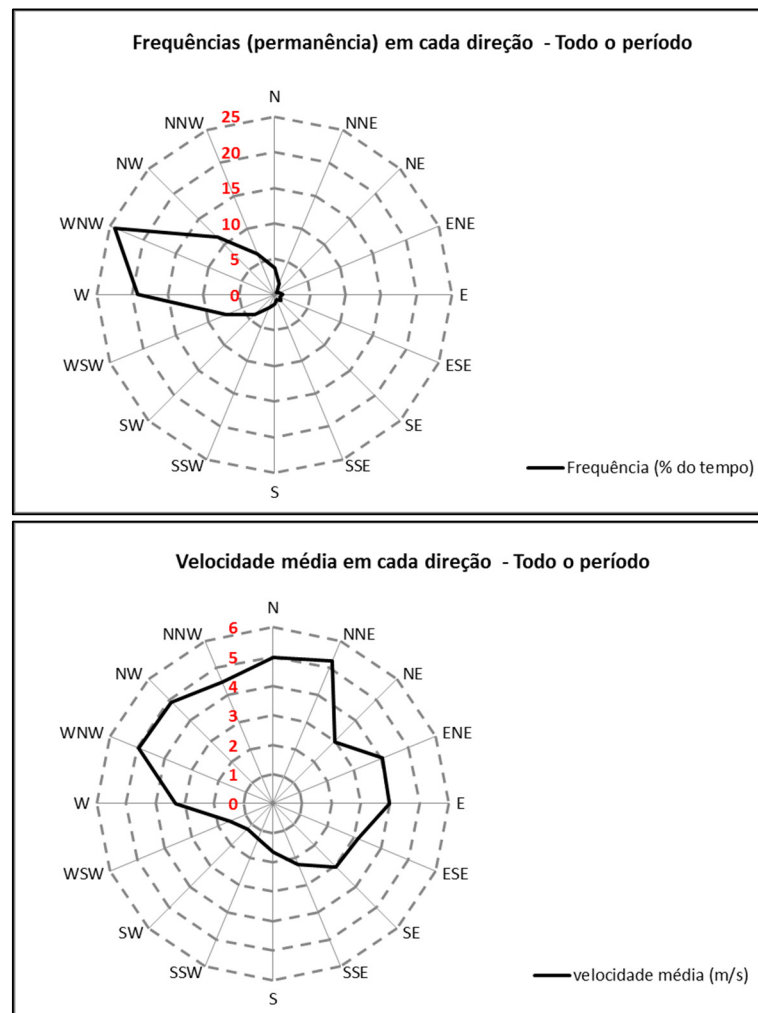 Frequências (permanência) em cada direção - Todo o período
N
NNW
25
NNE
NW
20
NE
15
WNW
10
ENE
5
W
0
E
WSW
ESE
SW
SE
SSW
SSE
S
Frequência (% do tempo)
Velocidade média em cada direção - Todo o período
N
NNW
6
NNE
5
NW
4
NE
3
WNW
2
ENE
1
W
0
E
WSW
ESE
SW
SE
SSW
SSE
S
velocidade média (m/s)